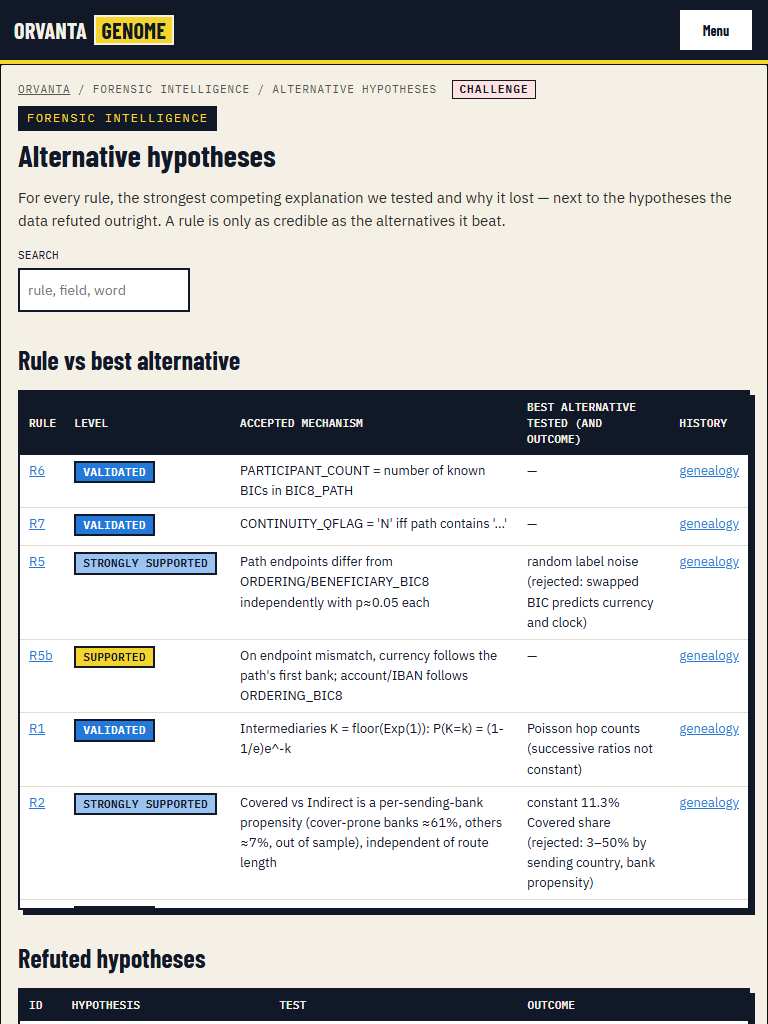 ORVANTA GENOME
Menu
ORVANTA / FORENSIC INTELLIGENCE / ALTERNATIVE HYPOTHESES CHALLENGE
FORENSIC INTELLIGENCE
Alternative hypotheses
For every rule, the strongest competing explanation we tested and why it lost — next to the hypotheses the
data refuted outright. A rule is only as credible as the alternatives it beat.
SEARCH
rule, field, word
Rule vs best alternative
RULE LEVEL ACCEPTED MECHANISM BEST ALTERNATIVE TESTED (AND OUTCOME) HISTORY
R6 VALIDATED PARTICIPANT_COUNT = number of known — genealogy
BICs in BIC8_PATH
R7 VALIDATED CONTINUITY_QFLAG = 'N' iff path contains '...' — genealogy
R5 STRONGLY SUPPORTED Path endpoints differ from random label noise genealogy
ORDERING/BENEFICIARY_BIC8 (rejected: swapped
independently with p≈0.05 each BIC predicts currency
and clock)
R5b SUPPORTED On endpoint mismatch, currency follows the — genealogy
path's first bank; account/IBAN follows
ORDERING_BIC8
R1 VALIDATED Intermediaries K = floor(Exp(1)): P(K=k) = (1- Poisson hop counts genealogy
1/e)e^-k (successive ratios not
constant)
R2 STRONGLY SUPPORTED Covered vs Indirect is a per-sending-bank constant 11.3% genealogy
propensity (cover-prone banks ≈61%, others Covered share
≈7%, out of sample), independent of route (rejected: 3–50% by
length sending country, bank
propensity)
Refuted hypotheses
ID HYPOTHESIS TEST OUTCOME